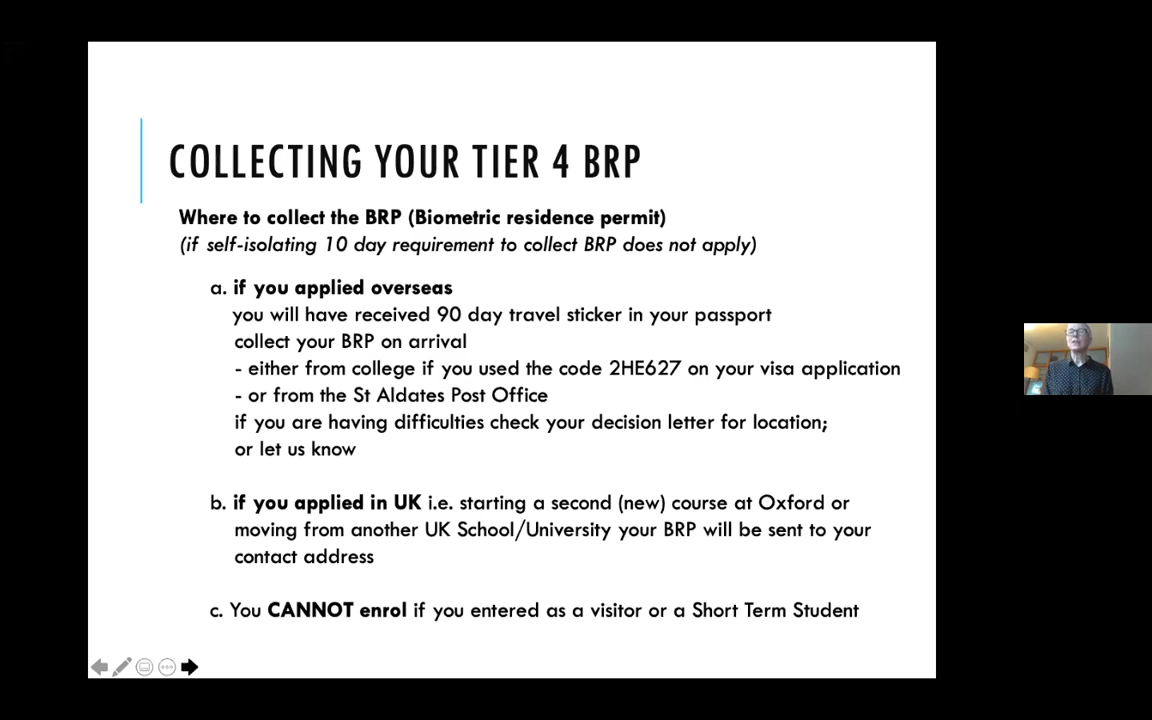 COLLECTING YOUR TIER 4 BRP
Where to collect the BRP (Biometric residence permit)
(if self-isolating 10 day requirement to collect BRP does not apply)
a. if you applied overseas
you will have received 90 day travel sticker in your passport
collect your BRP on arrival
- either from college if you used the code 2HE627 on your visa application
- or from the St Aldates Post Office
if you are having difficulties check your decision letter for location;
or let us know
b. if you applied in UK i.e. starting a second (new) course at Oxford or
moving from another UK School/University your BRP will be sent to your
contact address
c. You CANNOT enrol if you entered as a visitor or a Short Term Student